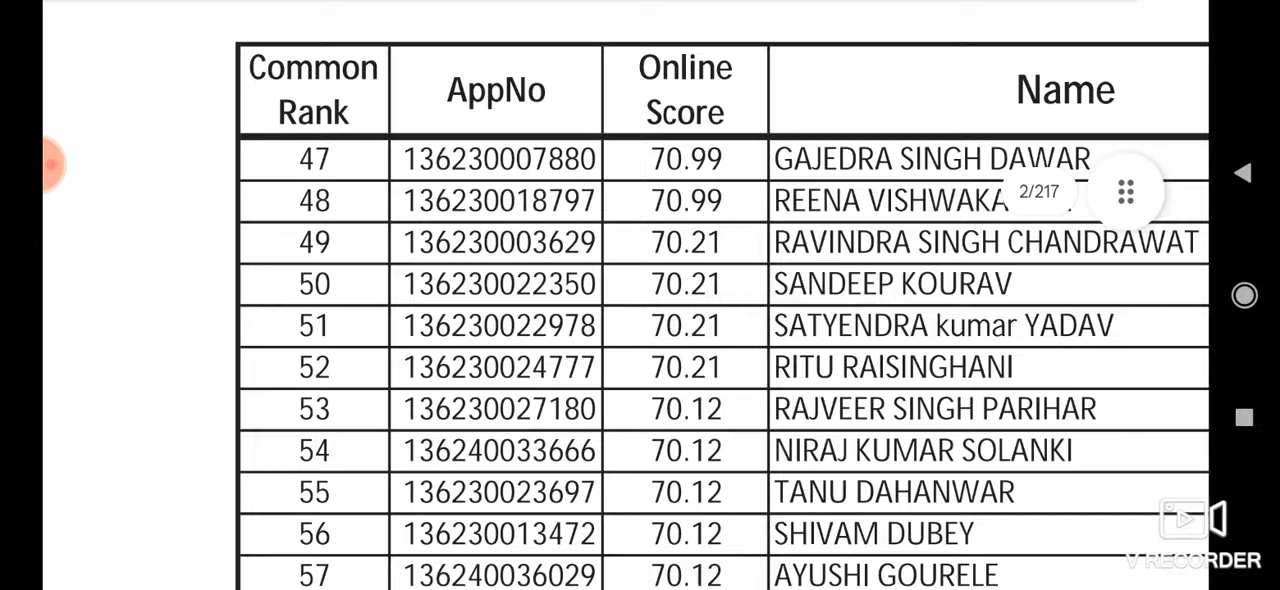 Common Rank AppNo Online Score Name
47 136230007880 70.99 GAJEDRA SINGH DAWAR
2/217
48 136230018797 70.99 REENA
49 136230003629 70.21 RAVINDRA SINGH CHANDRAWAT
50 136230022350 70.21 SANDEEP KOURAV
51 136230022978 70.21 SATYENDRA kumar YADAV
52 136230024777 70.21 RITU RAISINGHANI
53 136230027180 70.12 RAJVEER SINGH PARIHAR
54 136240033666 70.12 NIRAJ KUMAR SOLANKI
55 136230023697 70.12 TANU DAHANWAR
56 136230013472 70.12 SHIVAM DUBEY
57 136240036029 70.12 AYUSHI GOURELE
V RECORDER